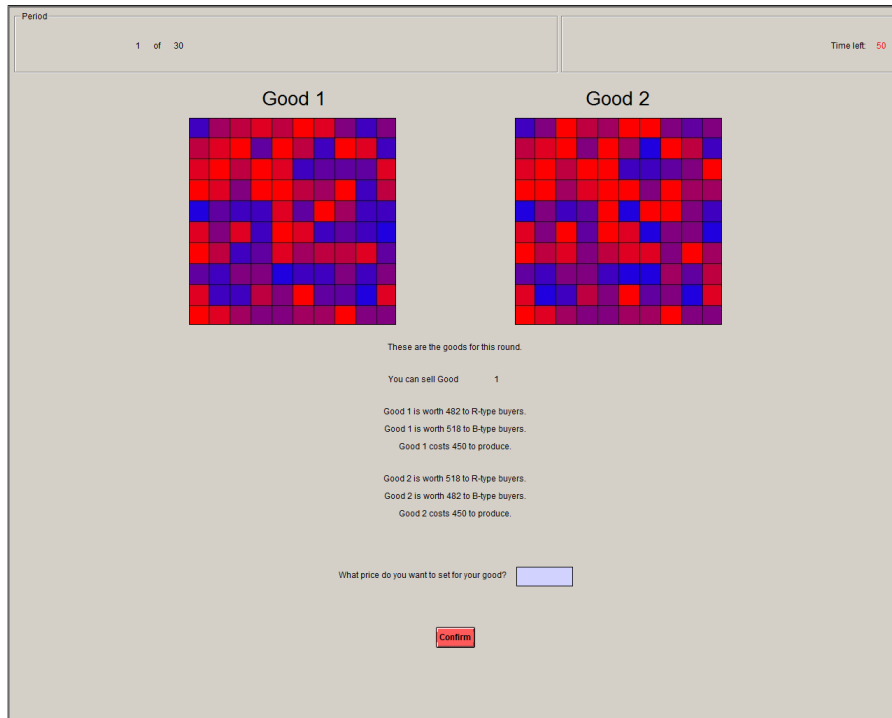 Period
1 of 30
Time left: 50
Good 1
Good 2
These are the goods for this round.
You can sell Good 1
Good 1 is worth 482 to R-type buyers.
Good 1 is worth 518 to B-type buyers.
Good 1 costs 450 to produce.
Good 2 is worth 518 to R-type buyers.
Good 2 is worth 482 to B-type buyers.
Good 2 costs 450 to produce.
What price do you want to set for your good?
Confirm